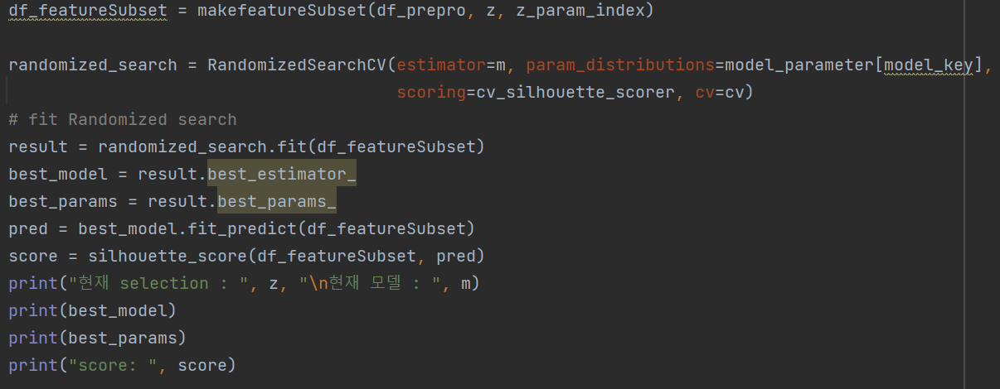 df_featureSubset = makefeatureSubset(df_prepro, z, z_param_index)
randomized_search = RandomizedSearchCV(estimator=m, param_distributions=model_parameter[model_key],
scoring=cv_silhouette_scorer, cv=cv)
# fit Randomized search
result = randomized_search.fit(df_featureSubset)
best_model = result.best_estimator_
best_params = result.best_params_
pred = best_model.fit_predict(df_featureSubset)
score = silhouette_score(df_featureSubset, pred)
print("현재 selection : ", z, "\n현재 모델 : ", m)
print(best_model)
print(best_params)
print("score: ", score)